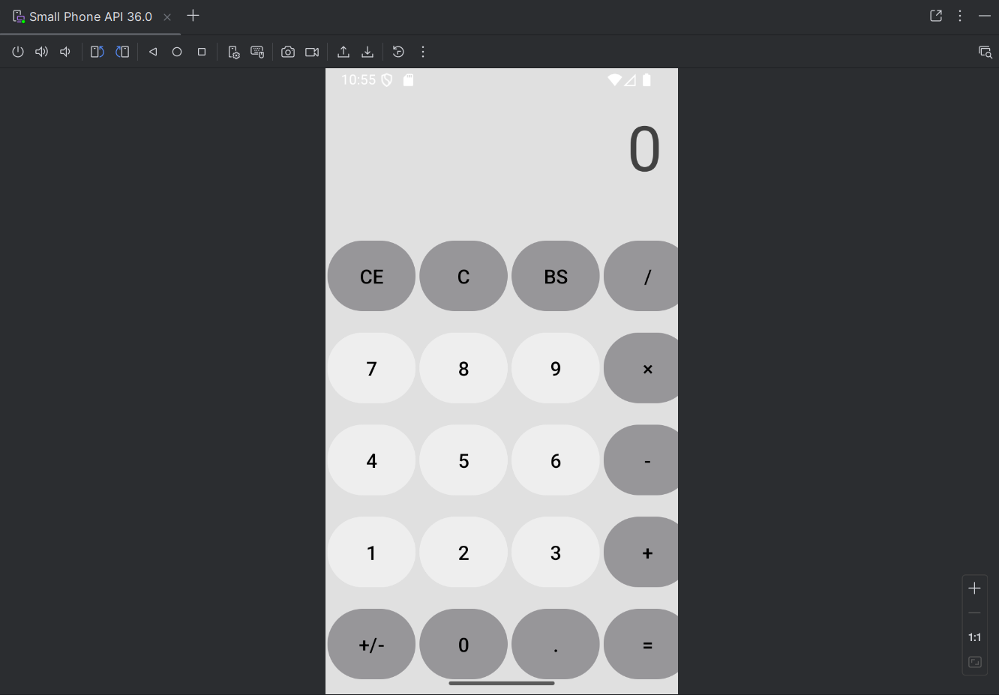 Small Phone API 36.0
10:55
0
CE C BS /
7 8 9 ×
4 5 6 -
1 2 3 +
+/- 0 . =
1:1